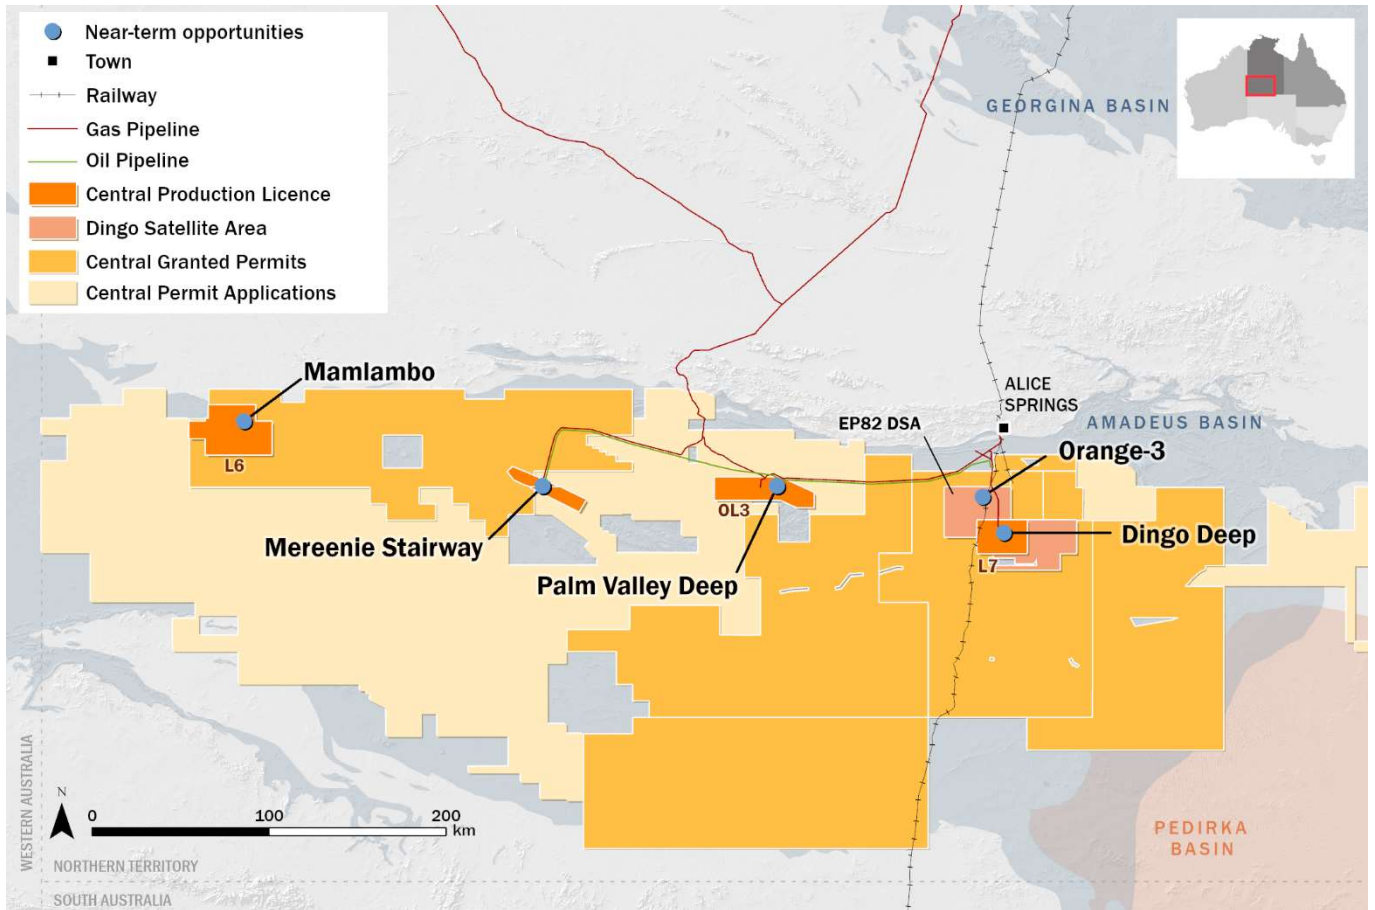 Near-term opportunities
Town
Railway
Gas Pipeline
Oil Pipeline
Central Production Licence
Dingo Satellite Area
Central Granted Permits
Central Permit Applications
GEORGINA BASIN
Mamlambo
L6
ALICE
SPRINGS
AMADEUS BASIN
EP82 DSA
Orange-3
Mereenie Stairway
OL3
Palm Valley Deep
Dingo Deep
L7
WESTERN AUSTRALIA
N
0 100 200
km
PEDIRKA
BASIN
NORTHERN TERRITORY
SOUTH AUSTRALIA